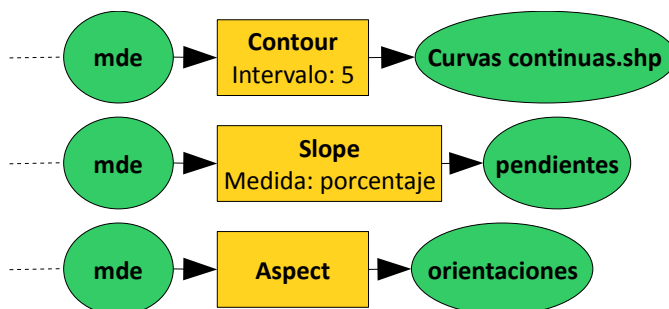 mde
Contour
Intervalo: 5
Curvas continuas.shp
mde
Slope
Medida: porcentaje
pendientes
mde
Aspect
orientaciones